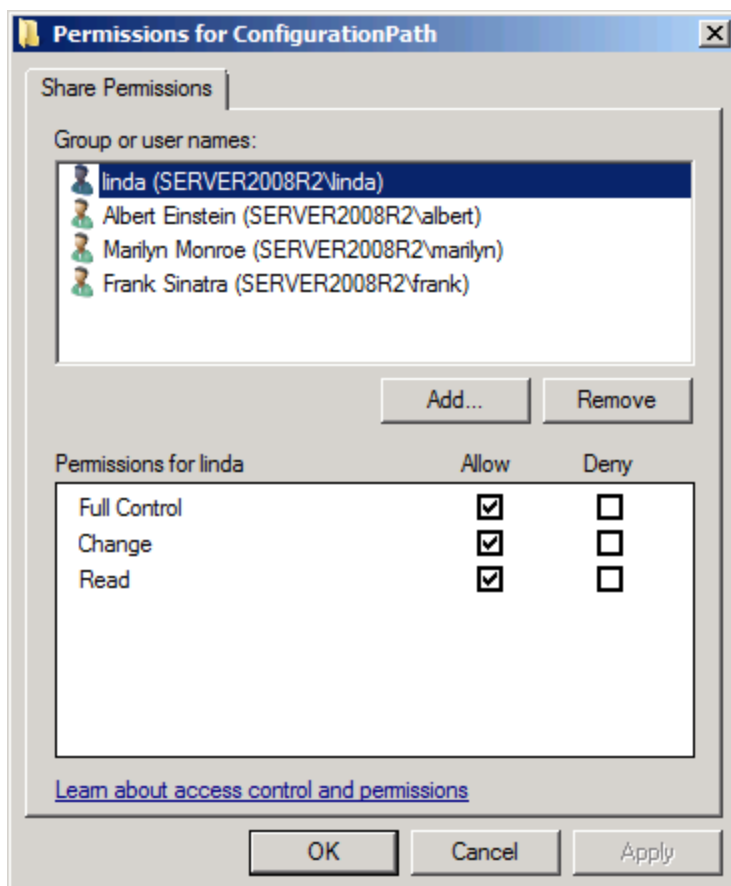 Permissions for ConfigurationPath
Share Permissions
Group or user names:
linda (SERVER2008R2\linda)
Albert Einstein (SERVER2008R2\albert)
Marilyn Monroe (SERVER2008R2\marilyn)
Frank Sinatra (SERVER2008R2\frank)
Add... Remove
Permissions for linda Allow Deny
Full Control
Change
Read
Learn about access control and permissions
OK Cancel Apply